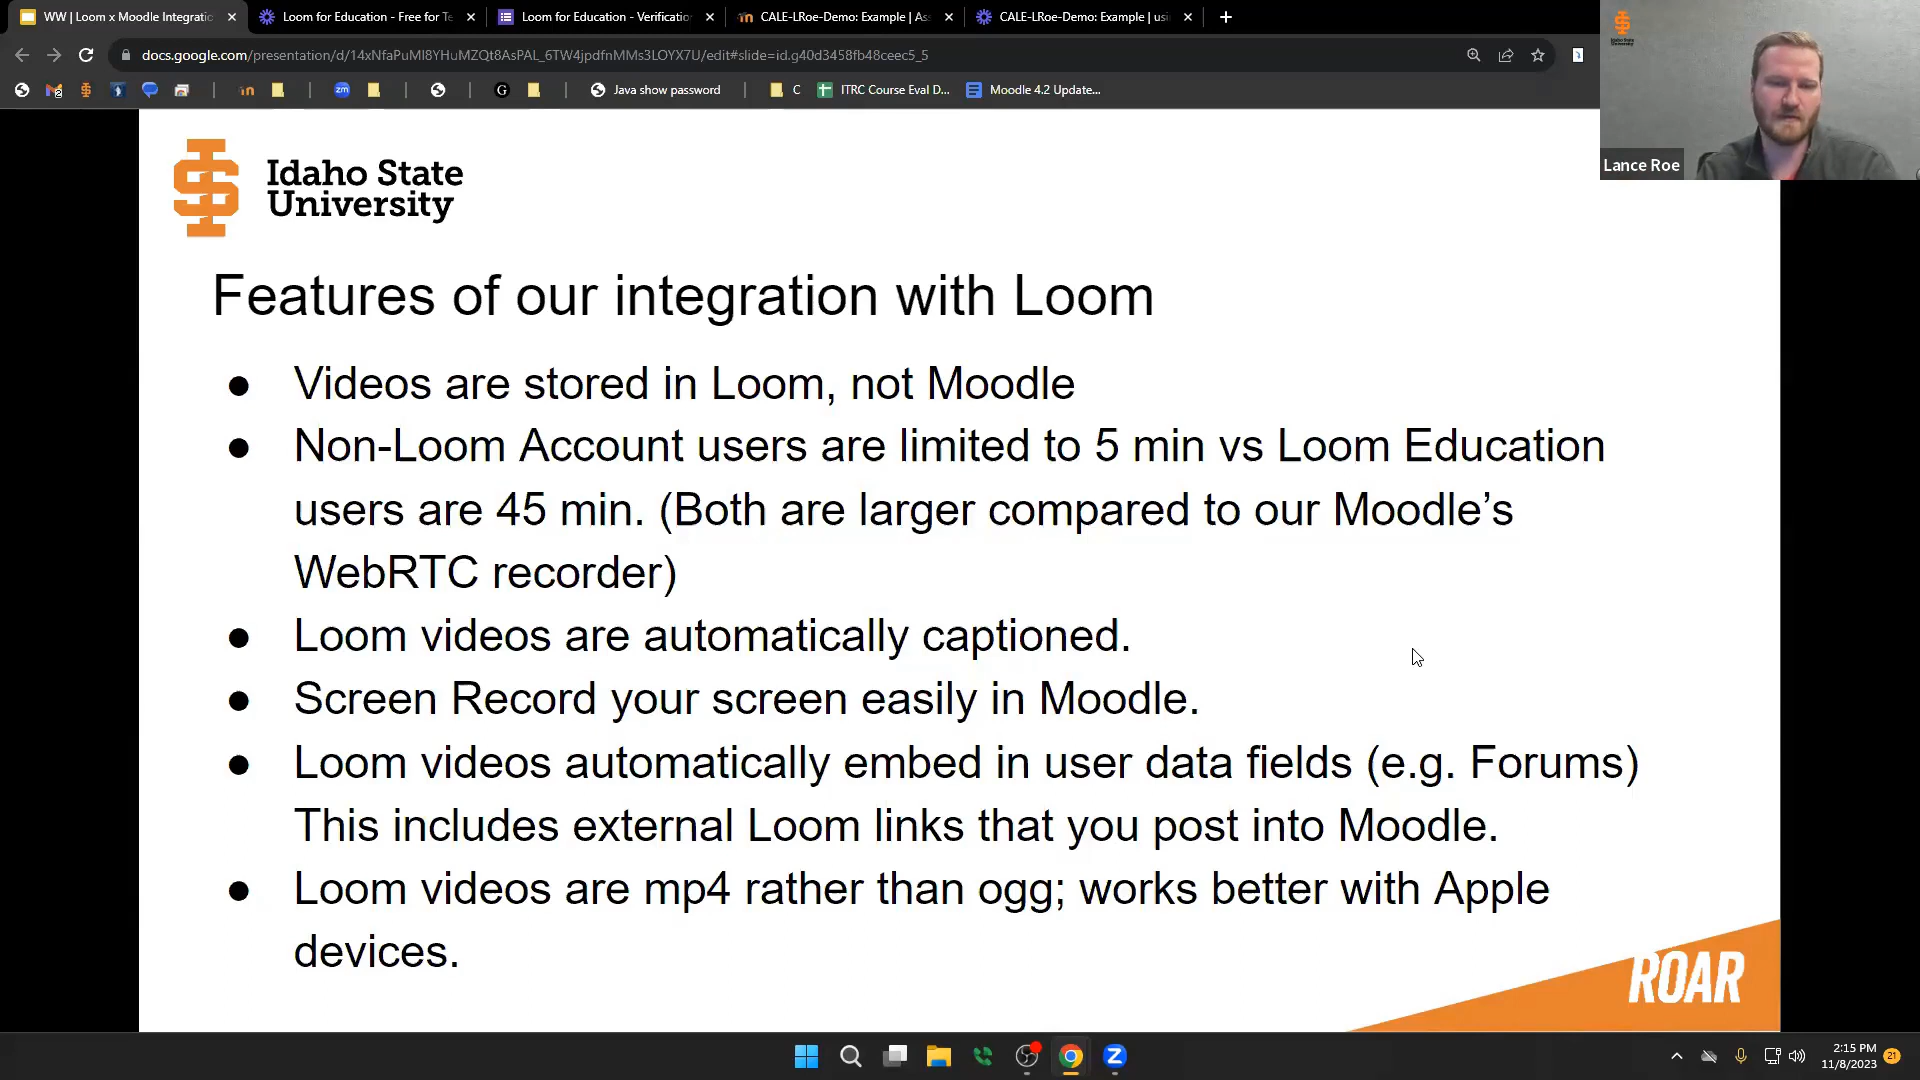 WW | Loom x Moodle Integratio
Loom for Education - Free for Te
Loom for Education - Verificatio
CALE-LRoe-Demo: Example | Ass
CALE-LRoe-Demo: Example | usi
docs.google.com/presentation/d/14xNfaPuMl8YHuMZQt8AsPAL_6TW4jpdfnMMs3LOYX7U/edit#slide=id.g40d3458fb48ceec5_5
Java show password
C
ITRC Course Eval D...
Moodle 4.2 Update...
Lance Roe
Idaho State
University
Features of our integration with Loom
● Videos are stored in Loom, not Moodle
● Non-Loom Account users are limited to 5 min vs Loom Education
users are 45 min. (Both are larger compared to our Moodle’s
WebRTC recorder)
● Loom videos are automatically captioned.
● Screen Record your screen easily in Moodle.
● Loom videos automatically embed in user data fields (e.g. Forums)
This includes external Loom links that you post into Moodle.
● Loom videos are mp4 rather than ogg; works better with Apple
devices.
ROAR
2:15 PM
11/8/2023
21